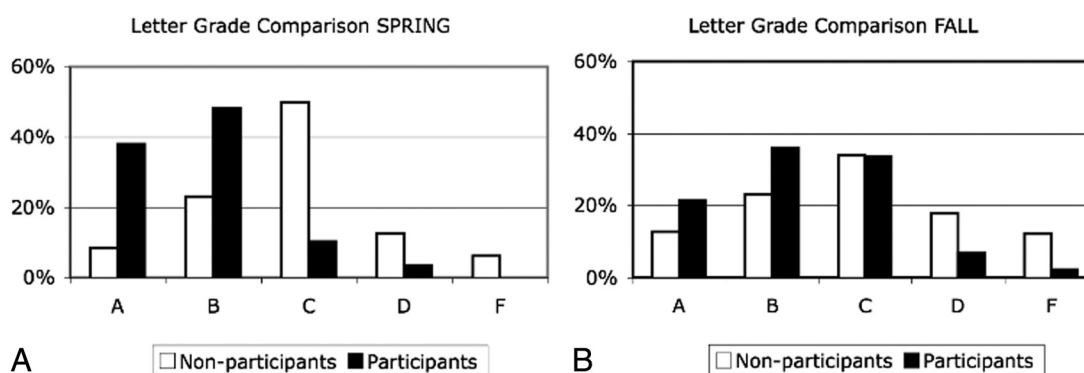 Letter Grade Comparison SPRING
60%
40%
20%
0%
A B C D F
A
Non-participants Participants
Letter Grade Comparison FALL
60%
40%
20%
0%
A B C D F
B
Non-participants Participants